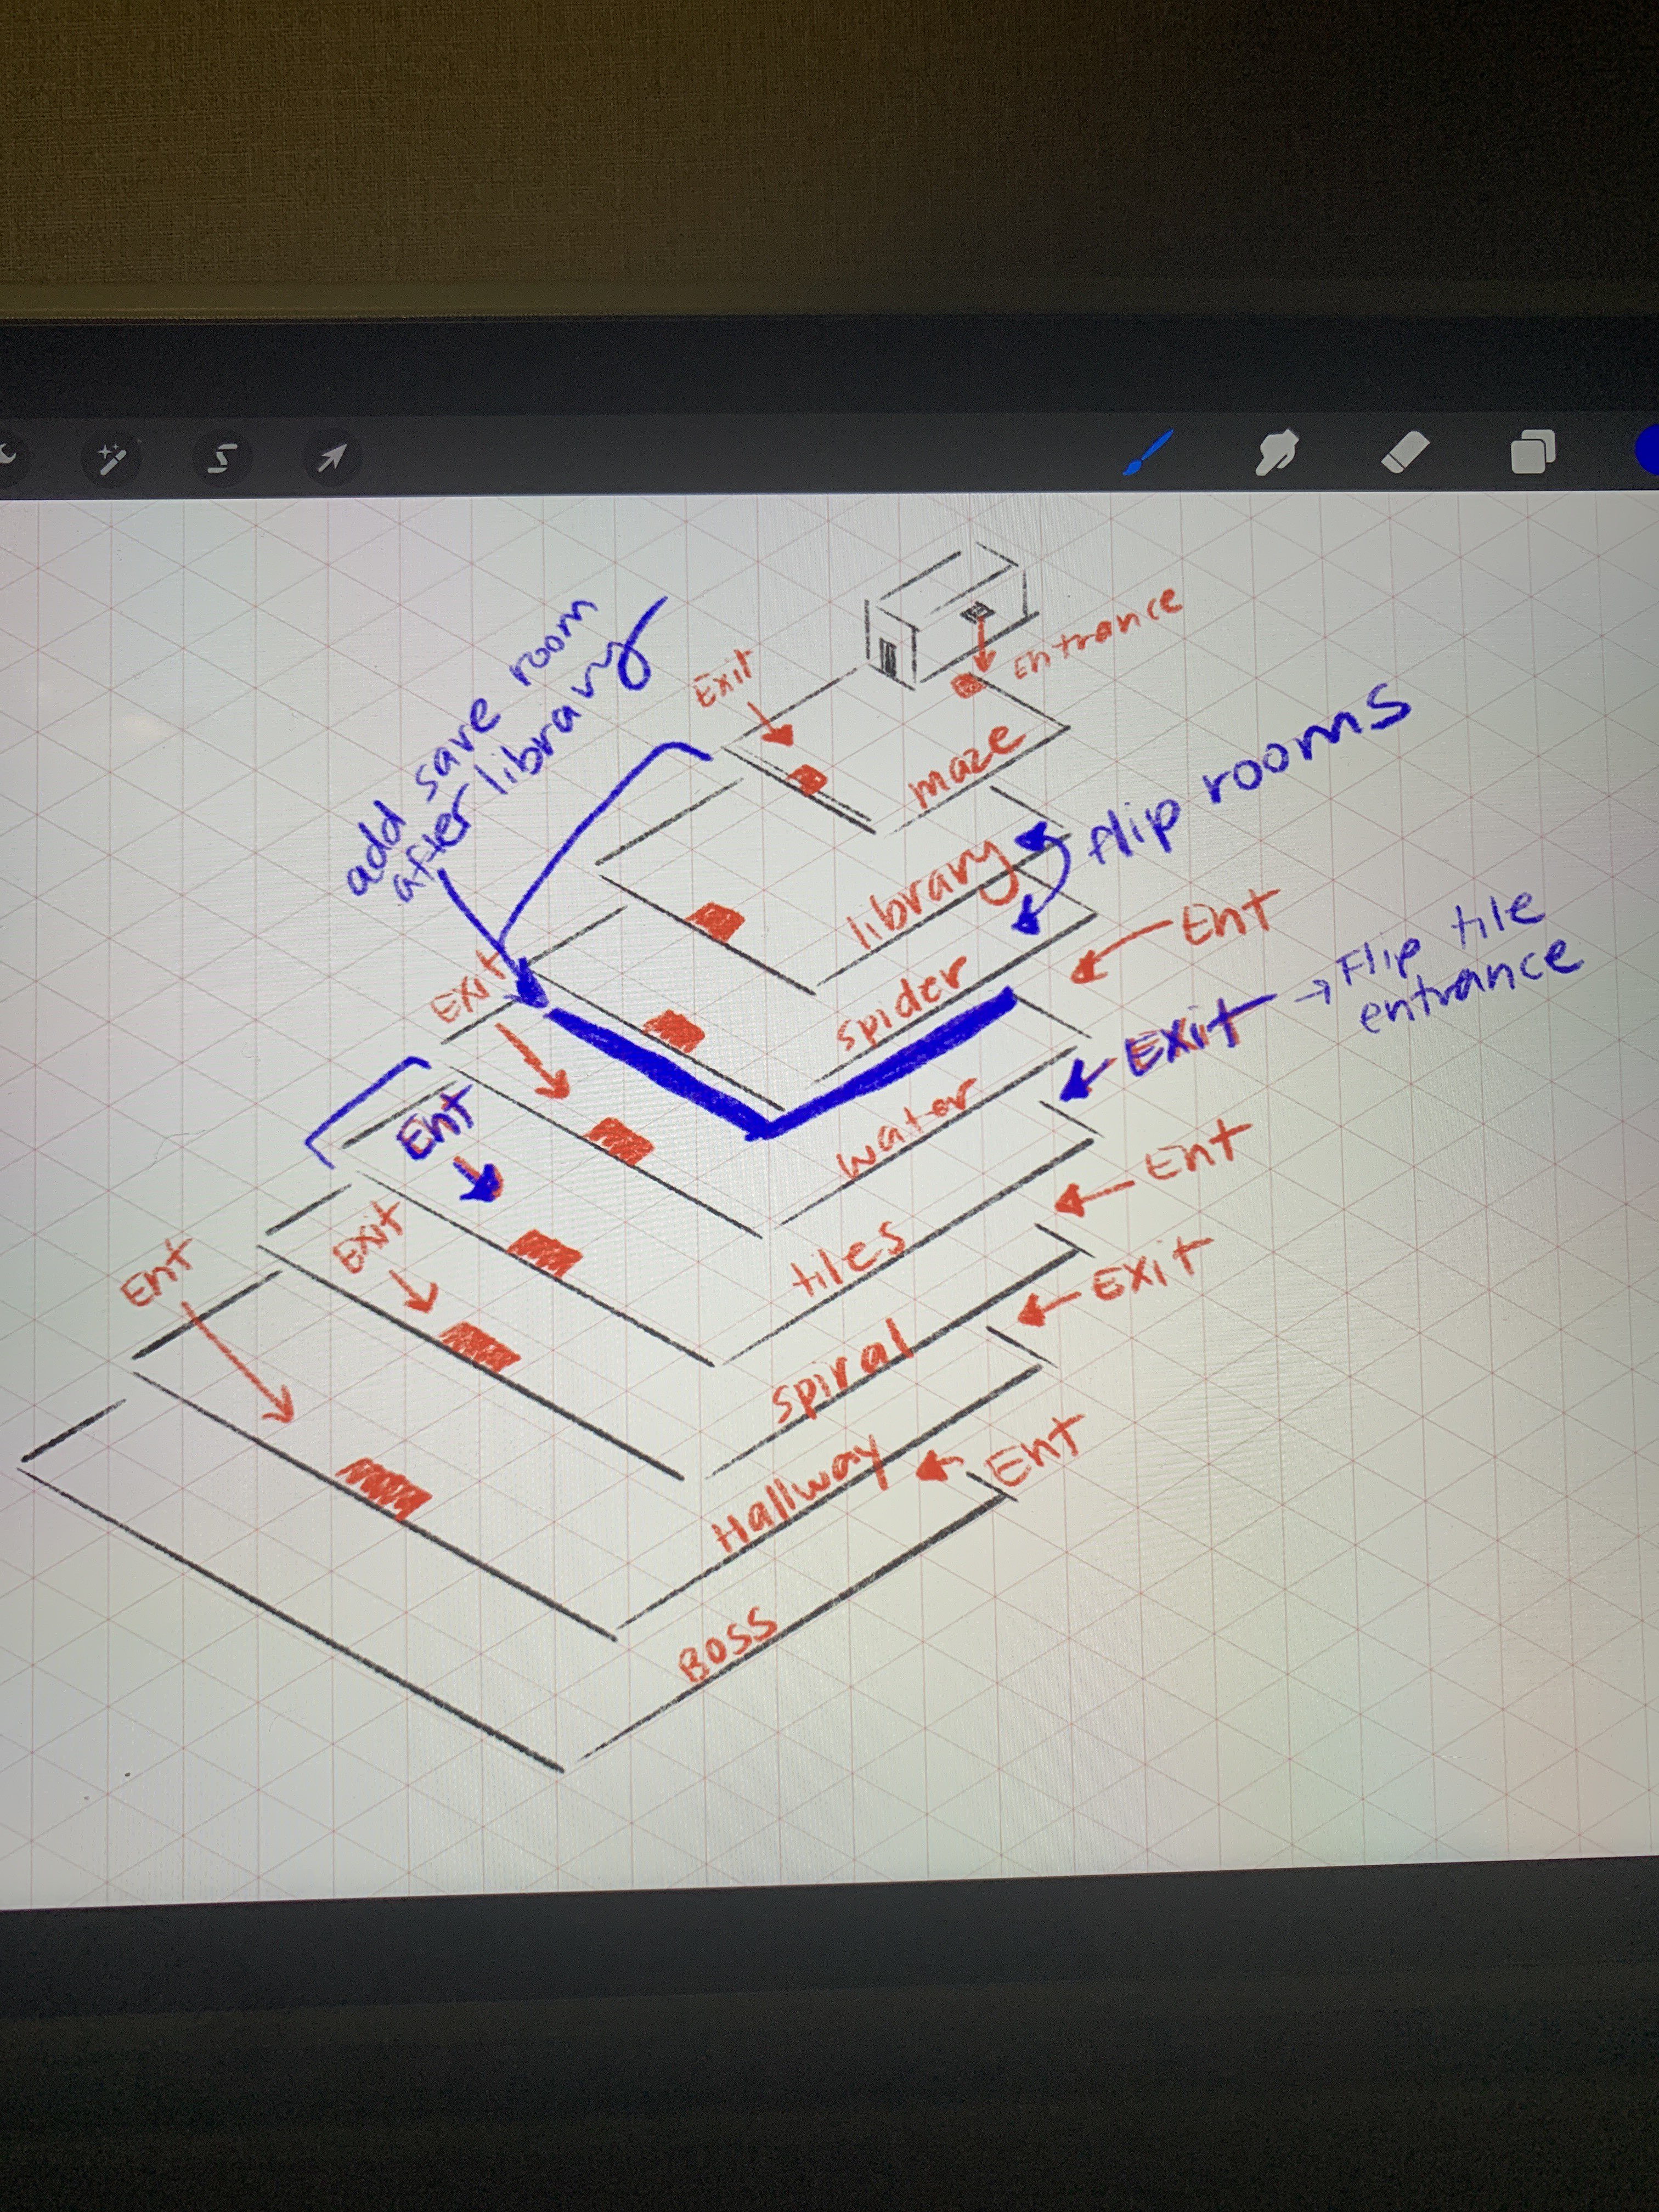 add save room
after library
Exit
Entrance
maze
flip rooms
library
Ent
spider
Exit
Exit → Flip tile
entrance
water
Ent
Ent
tiles
Exit
Exit
spiral
Ent
Hallway
Ent
BOSS